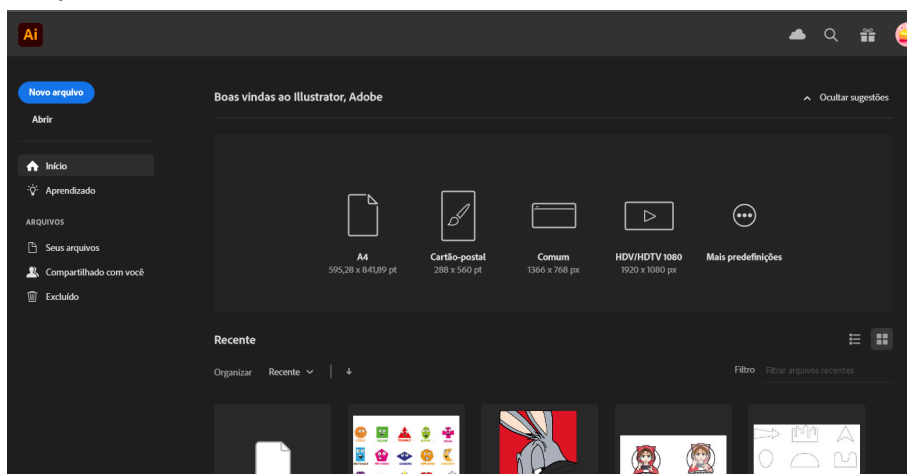 Ai
Novo arquivo
Abrir
Início
Aprendizado
ARQUIVOS
Seus arquivos
Compartilhado com você
Excluído
Boas vindas ao Illustrator, Adobe
Ocultar sugestões
A4
595,28 x 841,89 pt
Cartão-postal
288 x 560 pt
Comum
1366 x 768 px
HDV/HDTV 1080
1920 x 1080 px
Mais predefinições
Recente
Organizar Recente
Filtro Filtrar arquivos recentes